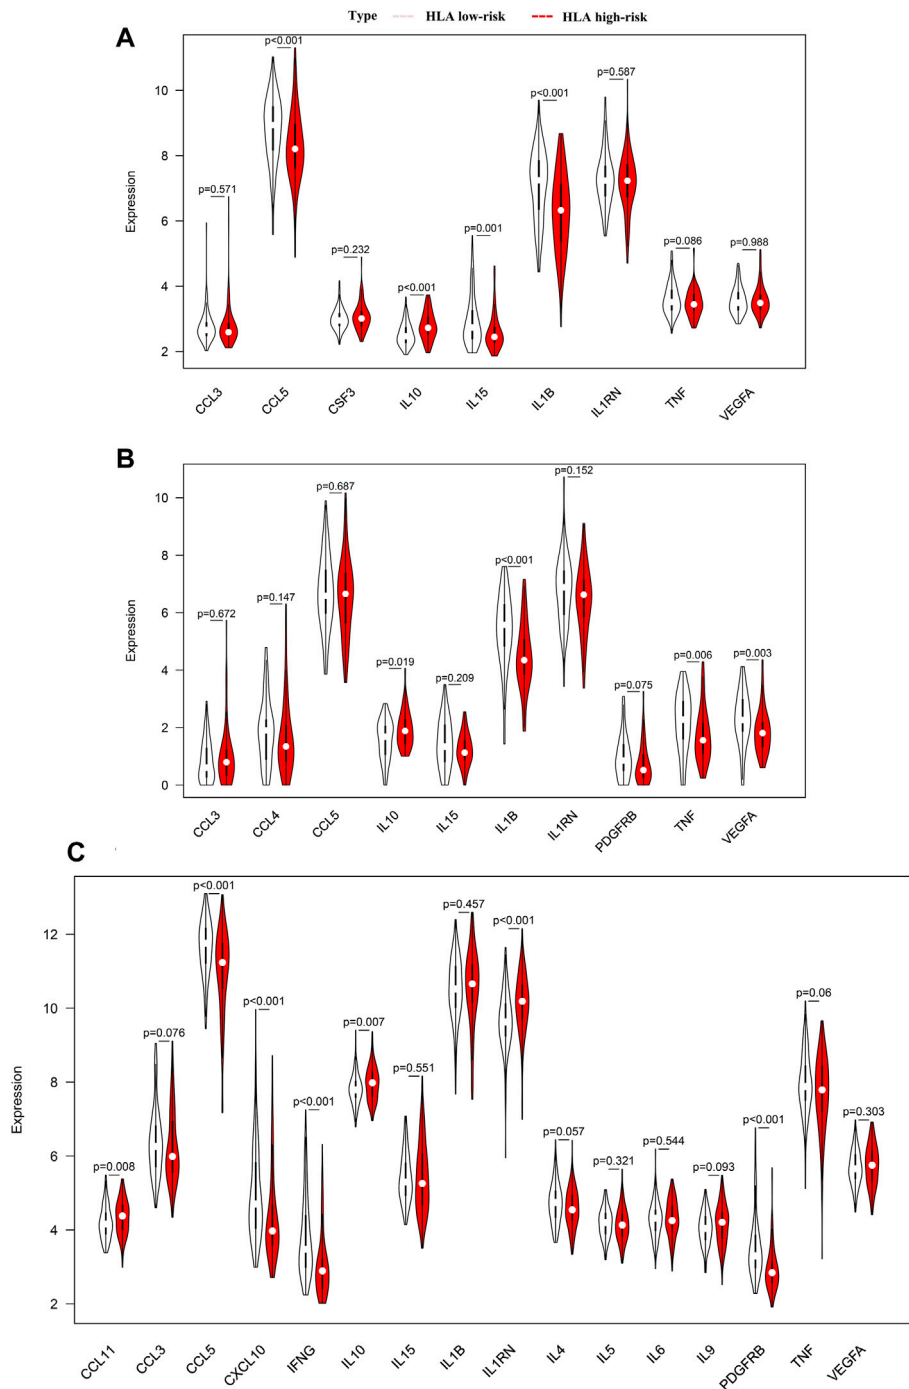 Type HLA low-risk HLA high-risk
A
p<0.001
p=0.587
p<0.001
p=0.571
p=0.001
p=0.232
p=0.086
p=0.988
p<0.001
Expression
10
8
6
4
2
CCL3 CCL5 CSF3 IL10 IL15 IL1B IL1RN TNF VEGFA
B
p=0.152
p=0.687
p<0.001
p=0.147
p=0.672
p=0.019
p=0.209
p=0.006
p=0.003
p=0.075
Expression
10
8
6
4
2
0
CCL3 CCL4 CCL5 IL10 IL15 IL1B IL1RN PDGFRB TNF VEGFA
C
p<0.001
p=0.457
p<0.001
p=0.06
p<0.001
p=0.076
p=0.007
p=0.551
p<0.001
p<0.001
p=0.303
p=0.057
p=0.544
p=0.008
p=0.321
p=0.093
Expression
12
10
8
6
4
2
CCL11 CCL3 CCL5 CXCL10 IFNG IL10 IL15 IL1B IL1RN IL4 IL5 IL6 IL9 PDGFRB TNF VEGFA